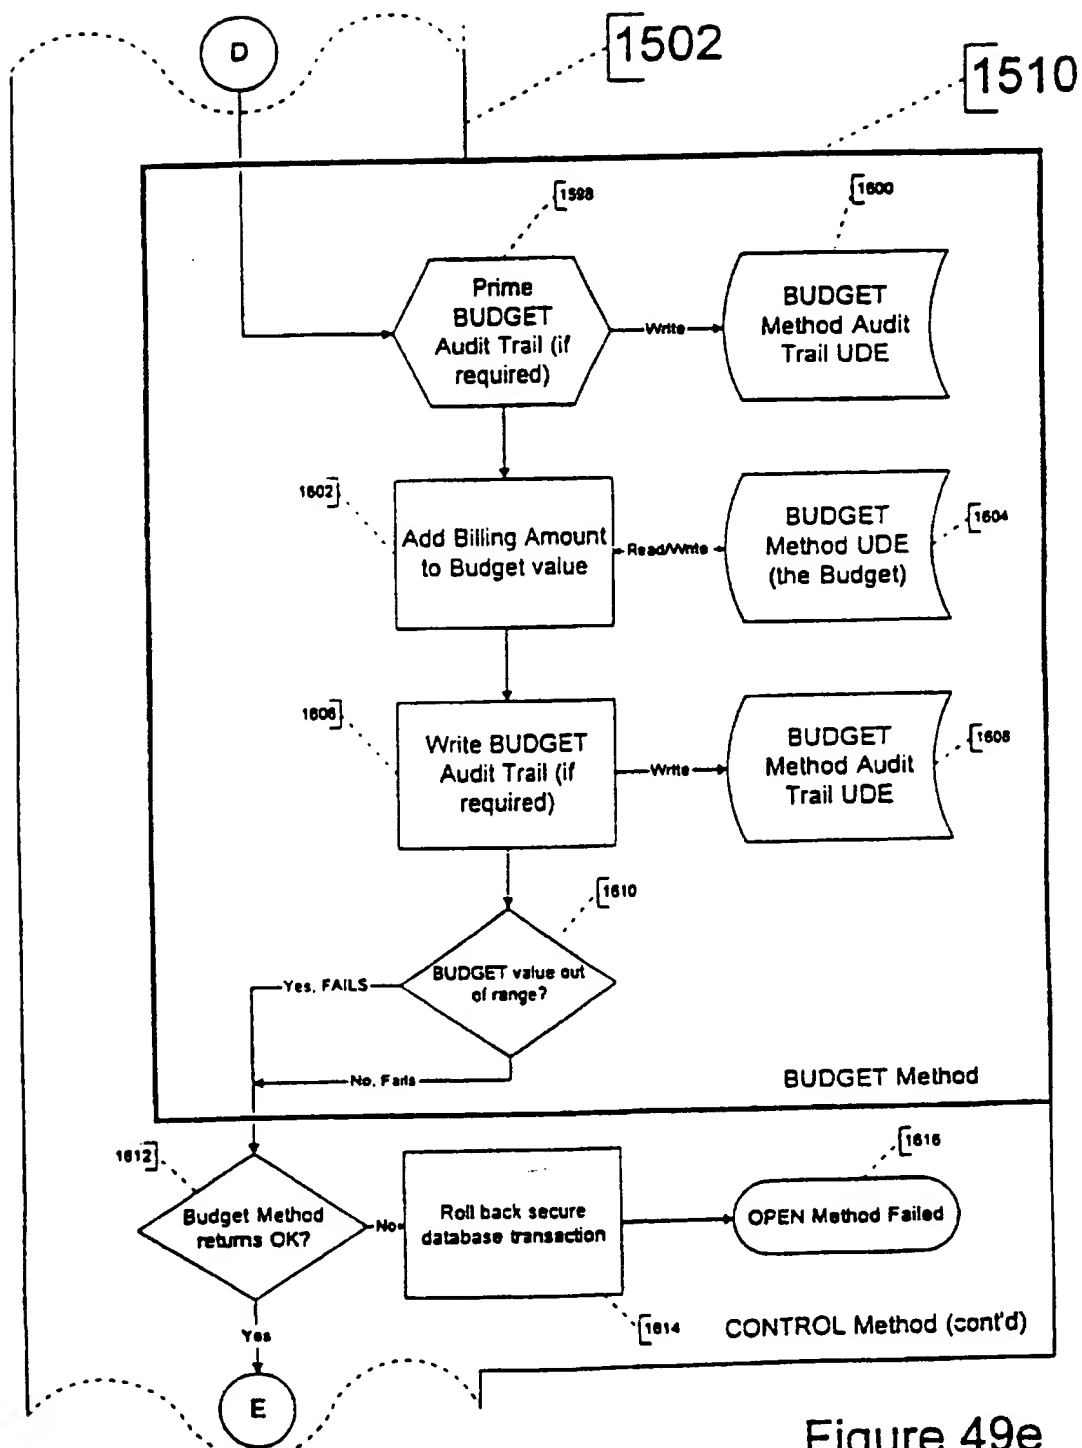 D
1502
1510
1598
1600
Prime
BUDGET
Audit Trail (if
required)
Write
BUDGET
Method Audit
Trail UDE
1602
Add Billing Amount
to Budget value
Read/Write
BUDGET
Method UDE
(the Budget)
1604
1606
Write BUDGET
Audit Trail (if
required)
Write
BUDGET
Method Audit
Trail UDE
1608
1610
BUDGET value out
of range?
Yes, FAILS
No, Fails
BUDGET Method
1612
Budget Method
returns OK?
No
Roll back secure
database transaction
1616
OPEN Method Failed
1614
CONTROL Method (cont'd)
Yes
E
Figure 49e